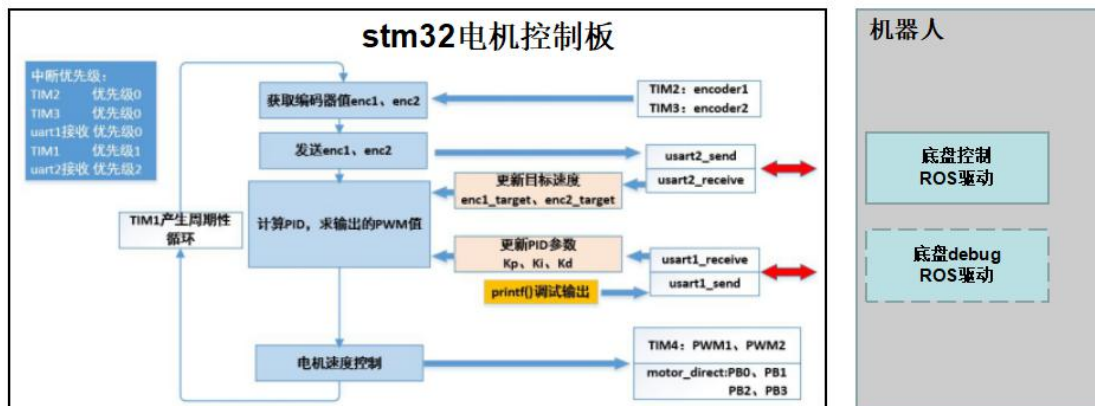 stm32电机控制板
机器人
中断优先级：
TIM2 优先级0
TIM3 优先级0
uart1接收 优先级0
TIM1 优先级1
uart2接收 优先级2
获取编码器值enc1、enc2
TIM2：encoder1
TIM3：encoder2
发送enc1、enc2
usart2_send
usart2_receive
更新目标速度
enc1_target、enc2_target
计算PID，求输出的PWM值
TIM1产生周期性
循环
更新PID参数
Kp、Ki、Kd
usart1_receive
usart1_send
printf()调试输出
电机速度控制
TIM4：PWM1、PWM2
motor_direct:PB0、PB1
PB2、PB3
底盘控制
ROS驱动
底盘debug
ROS驱动